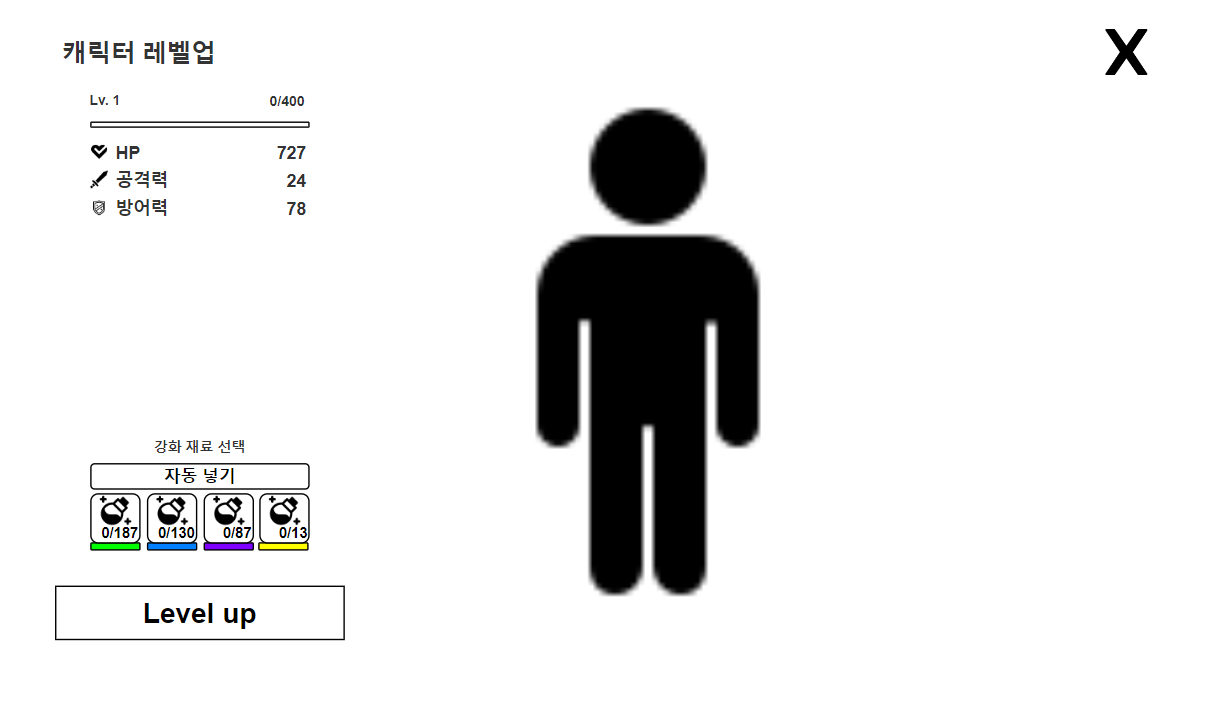 캐릭터 레벨업
X
Lv. 1 0/400
HP 727
공격력 24
방어력 78
강화 재료 선택
자동 넣기
0/187 0/130 0/87 0/13
Level up